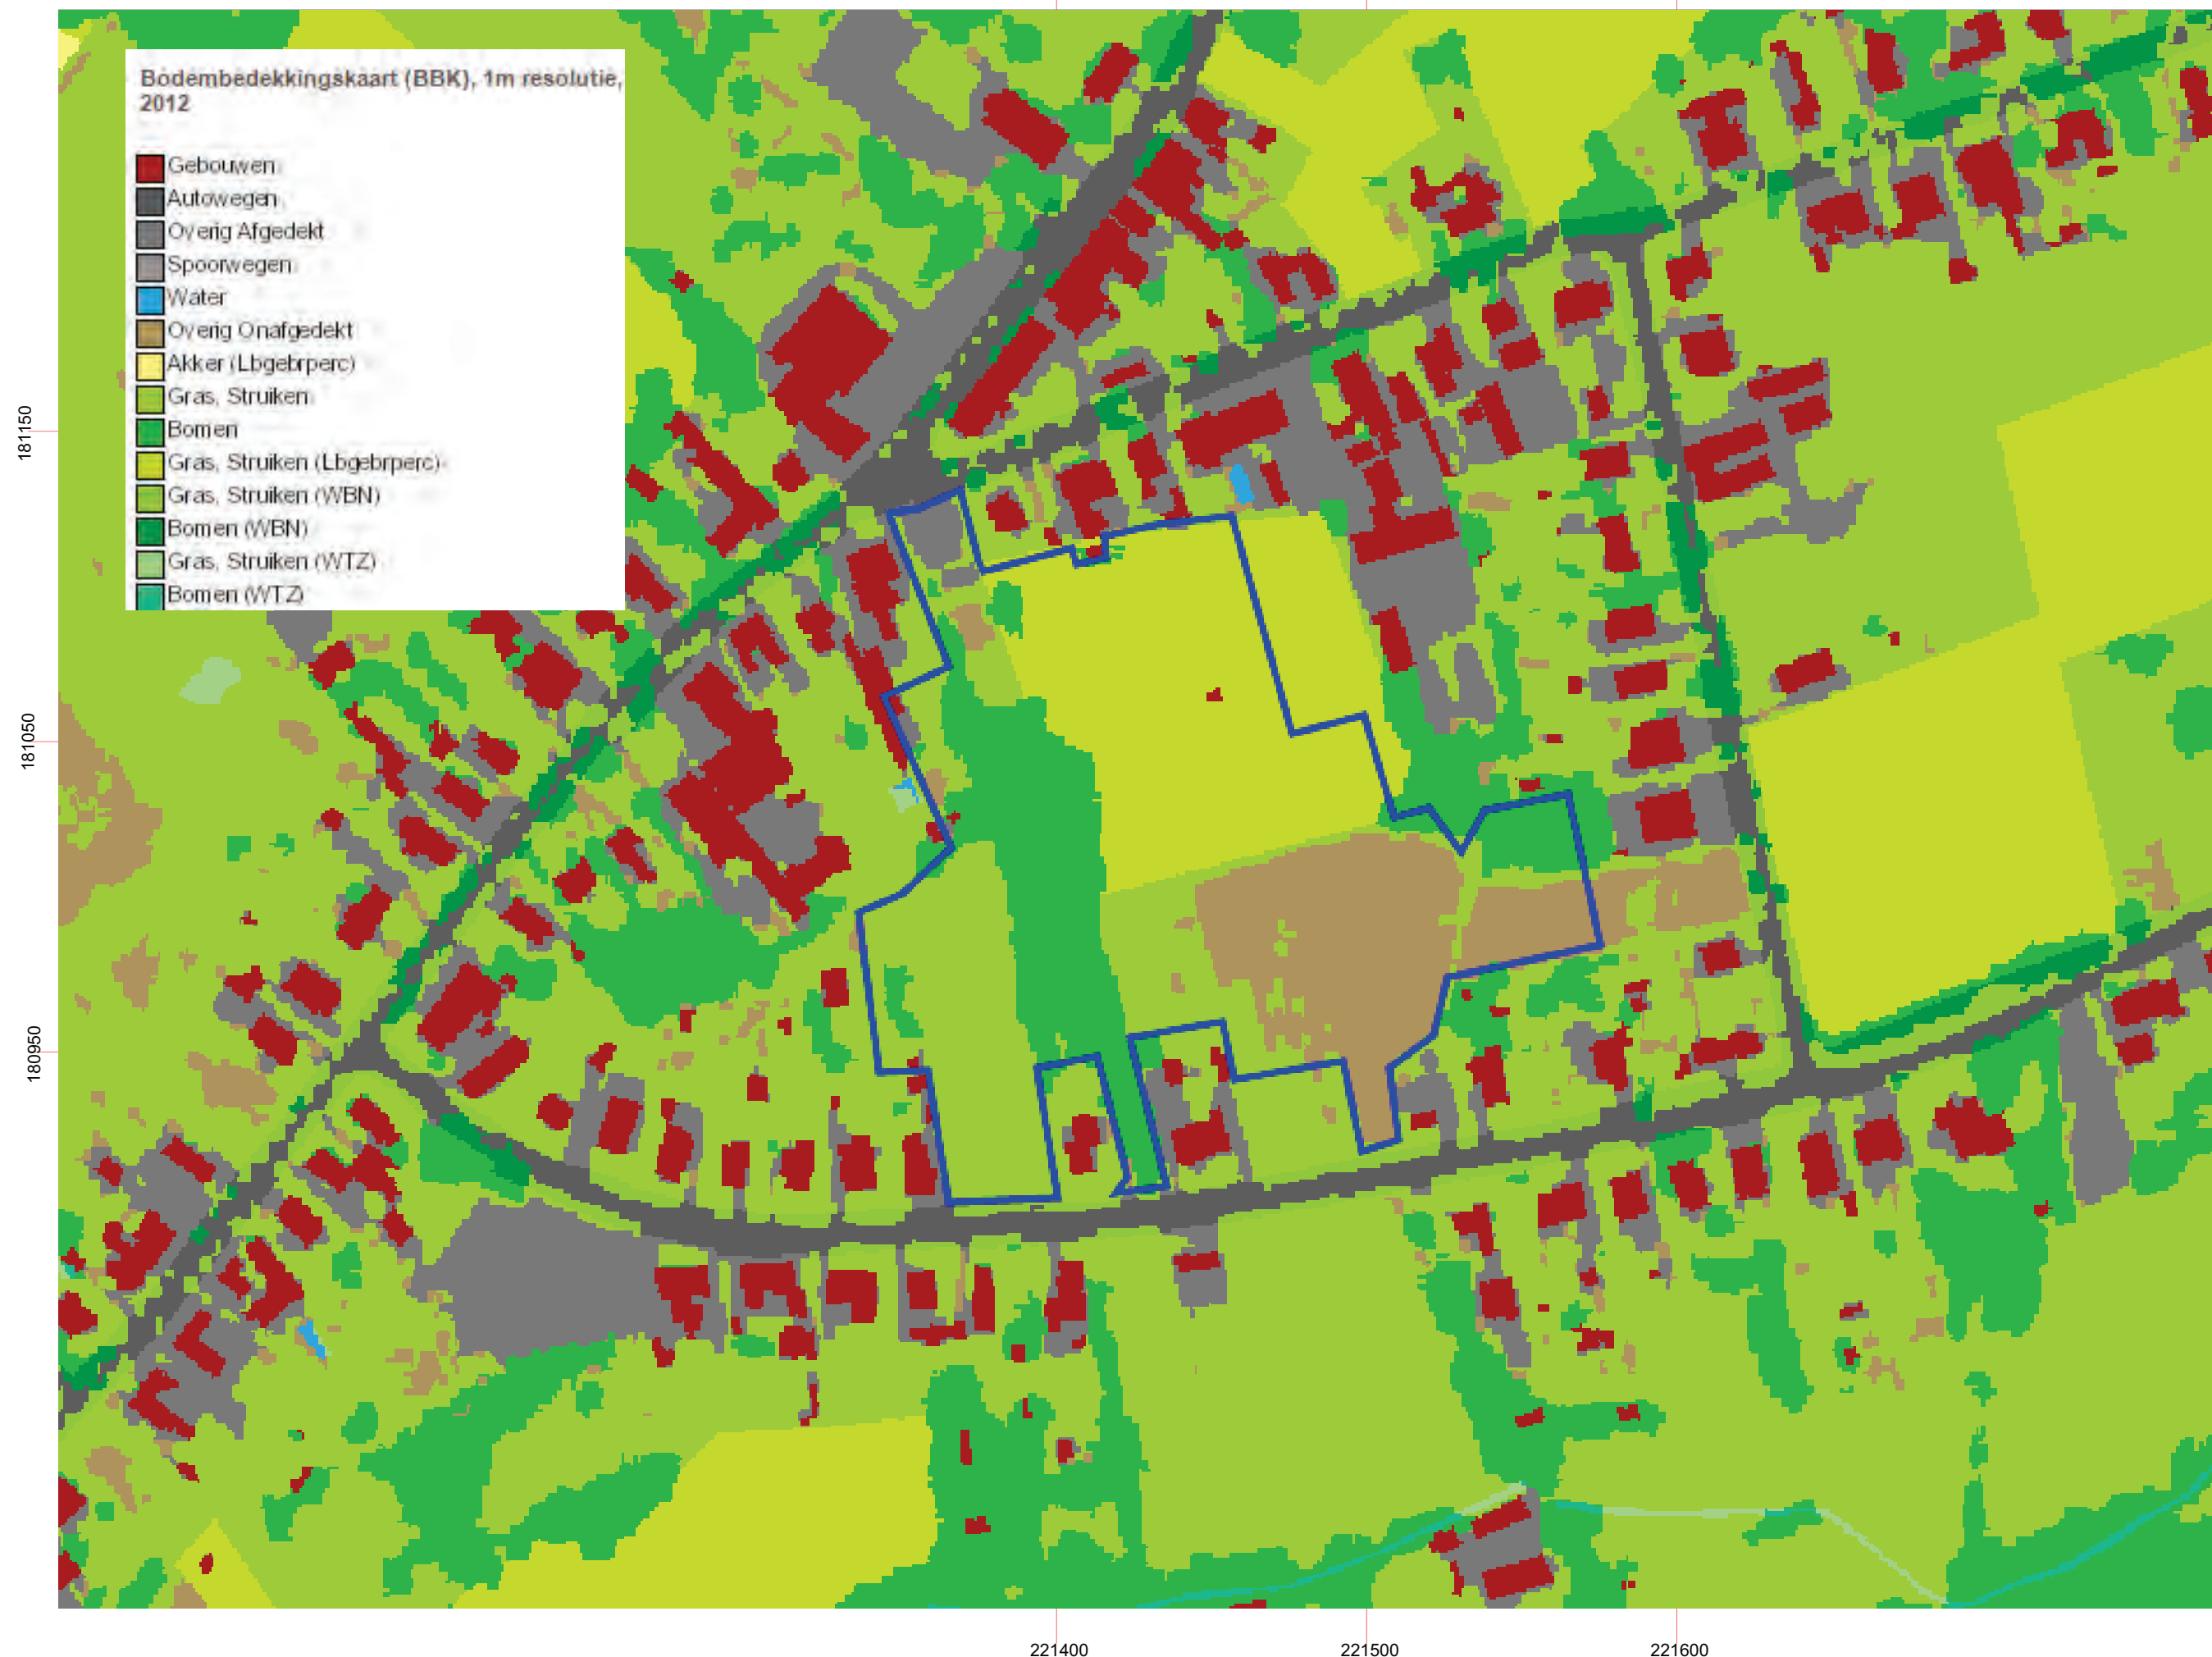 Bodembedekkingskaart (BBK), 1m resolutie,
2012
Gebouwen
Autowegen
Overig Afgedekt
Spoorwegen
Water
Overig Onafgedekt
Akker (Lbgebrperc)
Gras, Struiken
Bomen
Gras, Struiken (Lbgebrperc)
Gras, Struiken (WBN)
Bomen (WBN)
Gras, Struiken (WTZ)
Bomen (WTZ)
181150
181050
180950
221400
221500
221600